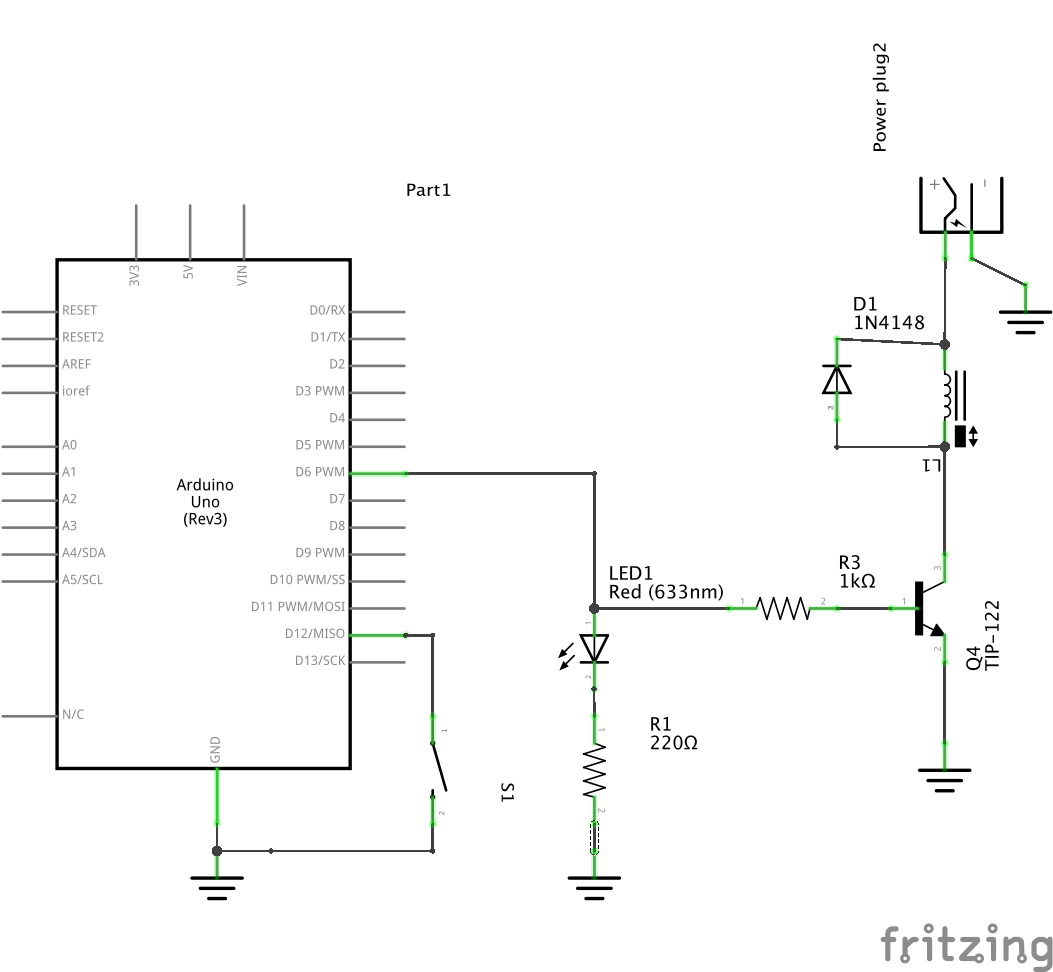 Power plug2
+
-
Part1
3V3
5V
VIN
RESET
RESET2
AREF
ioref
A0
A1
A2
A3
A4/SDA
A5/SCL
N/C
Arduino
Uno
(Rev3)
D0/RX
D1/TX
D2
D3 PWM
D4
D5 PWM
D6 PWM
D7
D8
D9 PWM
D10 PWM/SS
D11 PWM/MOSI
D12/MISO
D13/SCK
GND
D1
1N4148
L1
LED1
Red (633nm)
1
2
R3
1kΩ
1
2
1
3
2
Q4
TIP-122
R1
220Ω
1
2
S1
1
2
fritzing